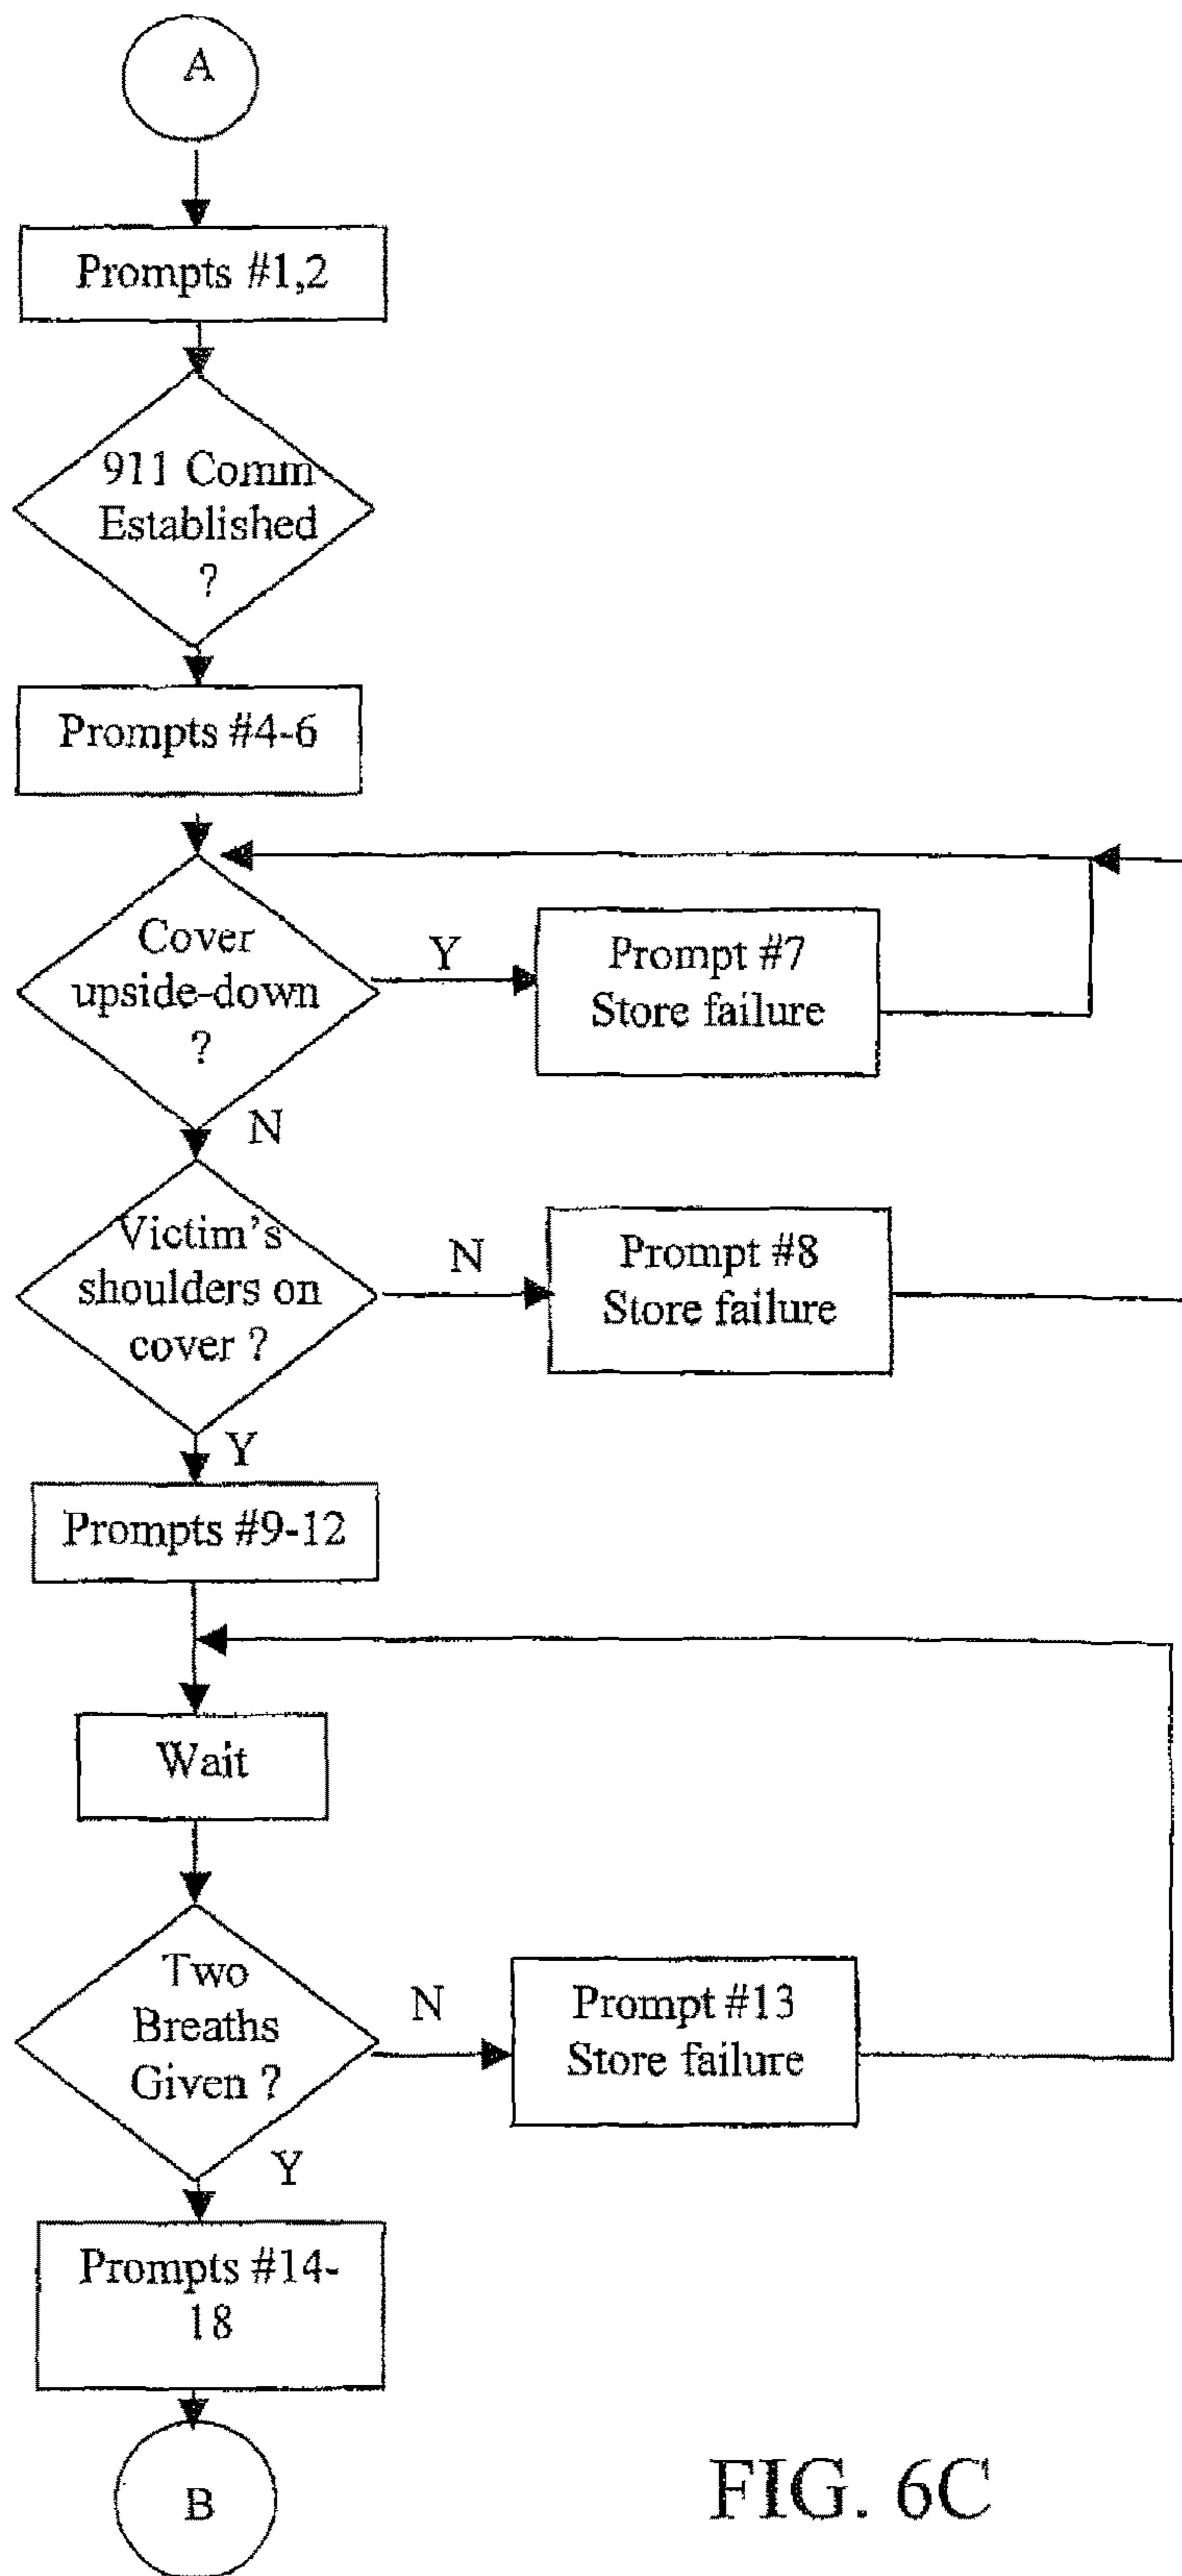 A
Prompts #1,2
911 Comm
Established
?
Prompts #4-6
Cover
upside-down
?
Y
Prompt #7
Store failure
N
Victim's
shoulders on
cover ?
N
Prompt #8
Store failure
Y
Prompts #9-12
Wait
Two
Breaths
Given ?
N
Prompt #13
Store failure
Y
Prompts #14-
18
B
FIG. 6C